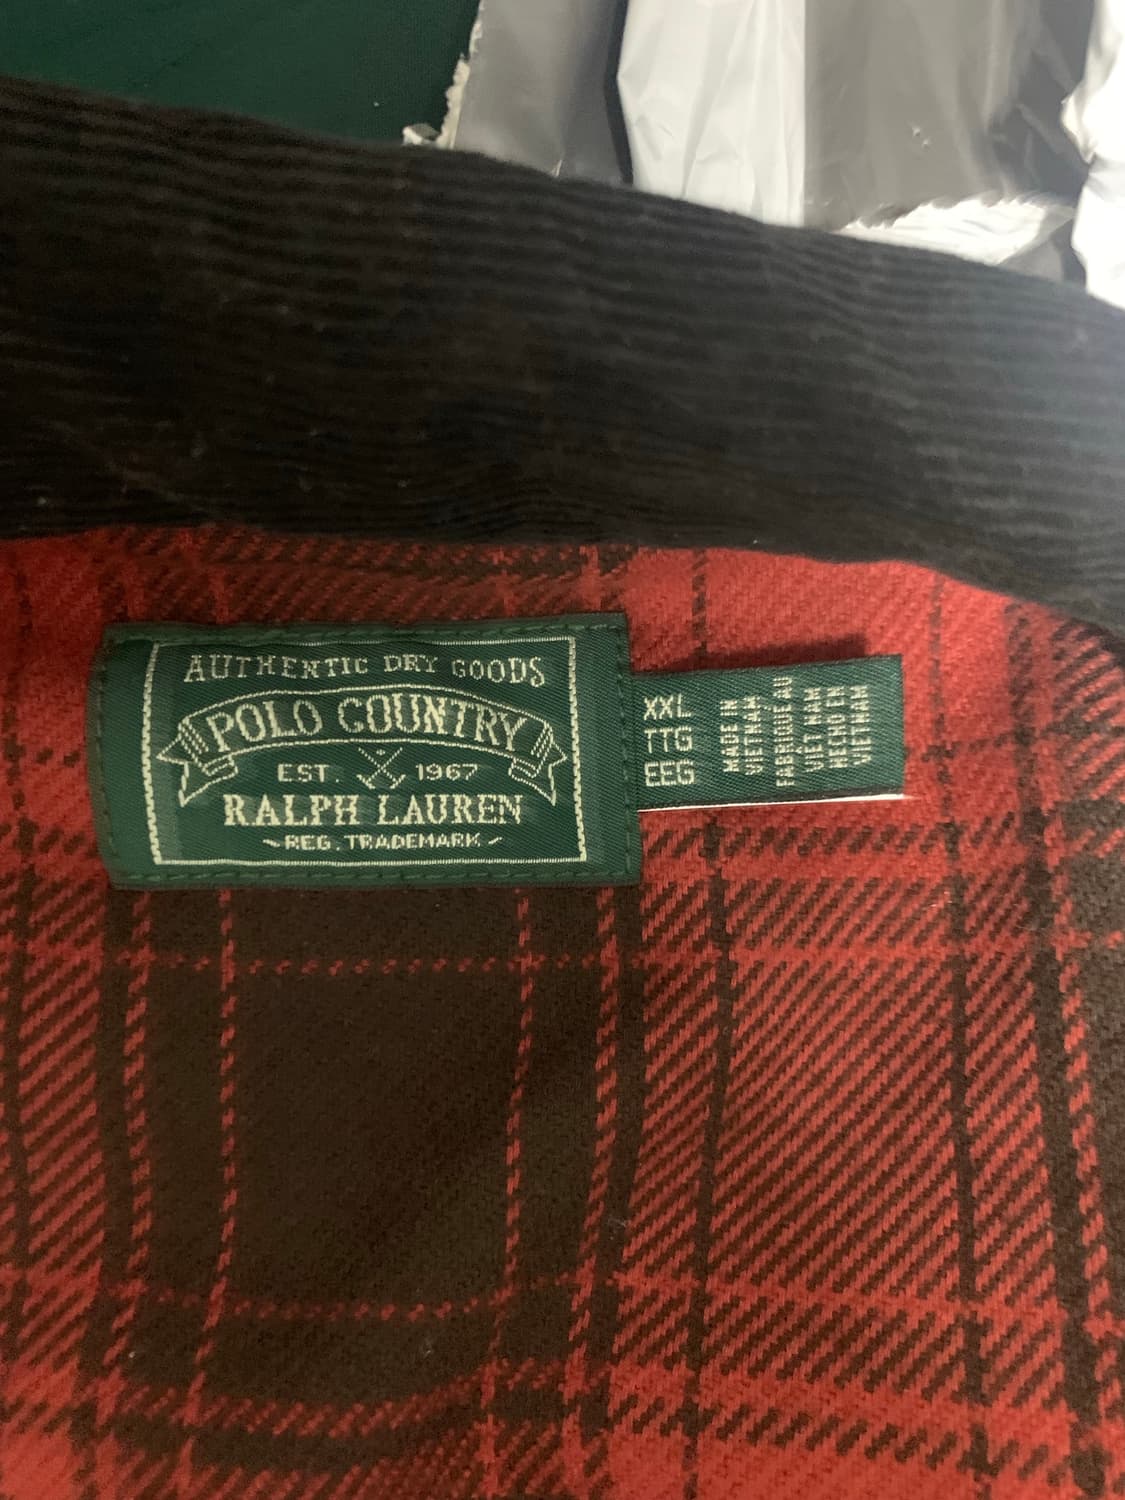 AUTHENTIC DRY GOODS
POLO COUNTRY
EST. 1967
RALPH LAUREN
~REG. TRADEMARK~
XXL
TTG
EEG
MADE IN
VIETNAM
FABRIQUE AU
VIET NAM
HECHO EN
VIETNAM